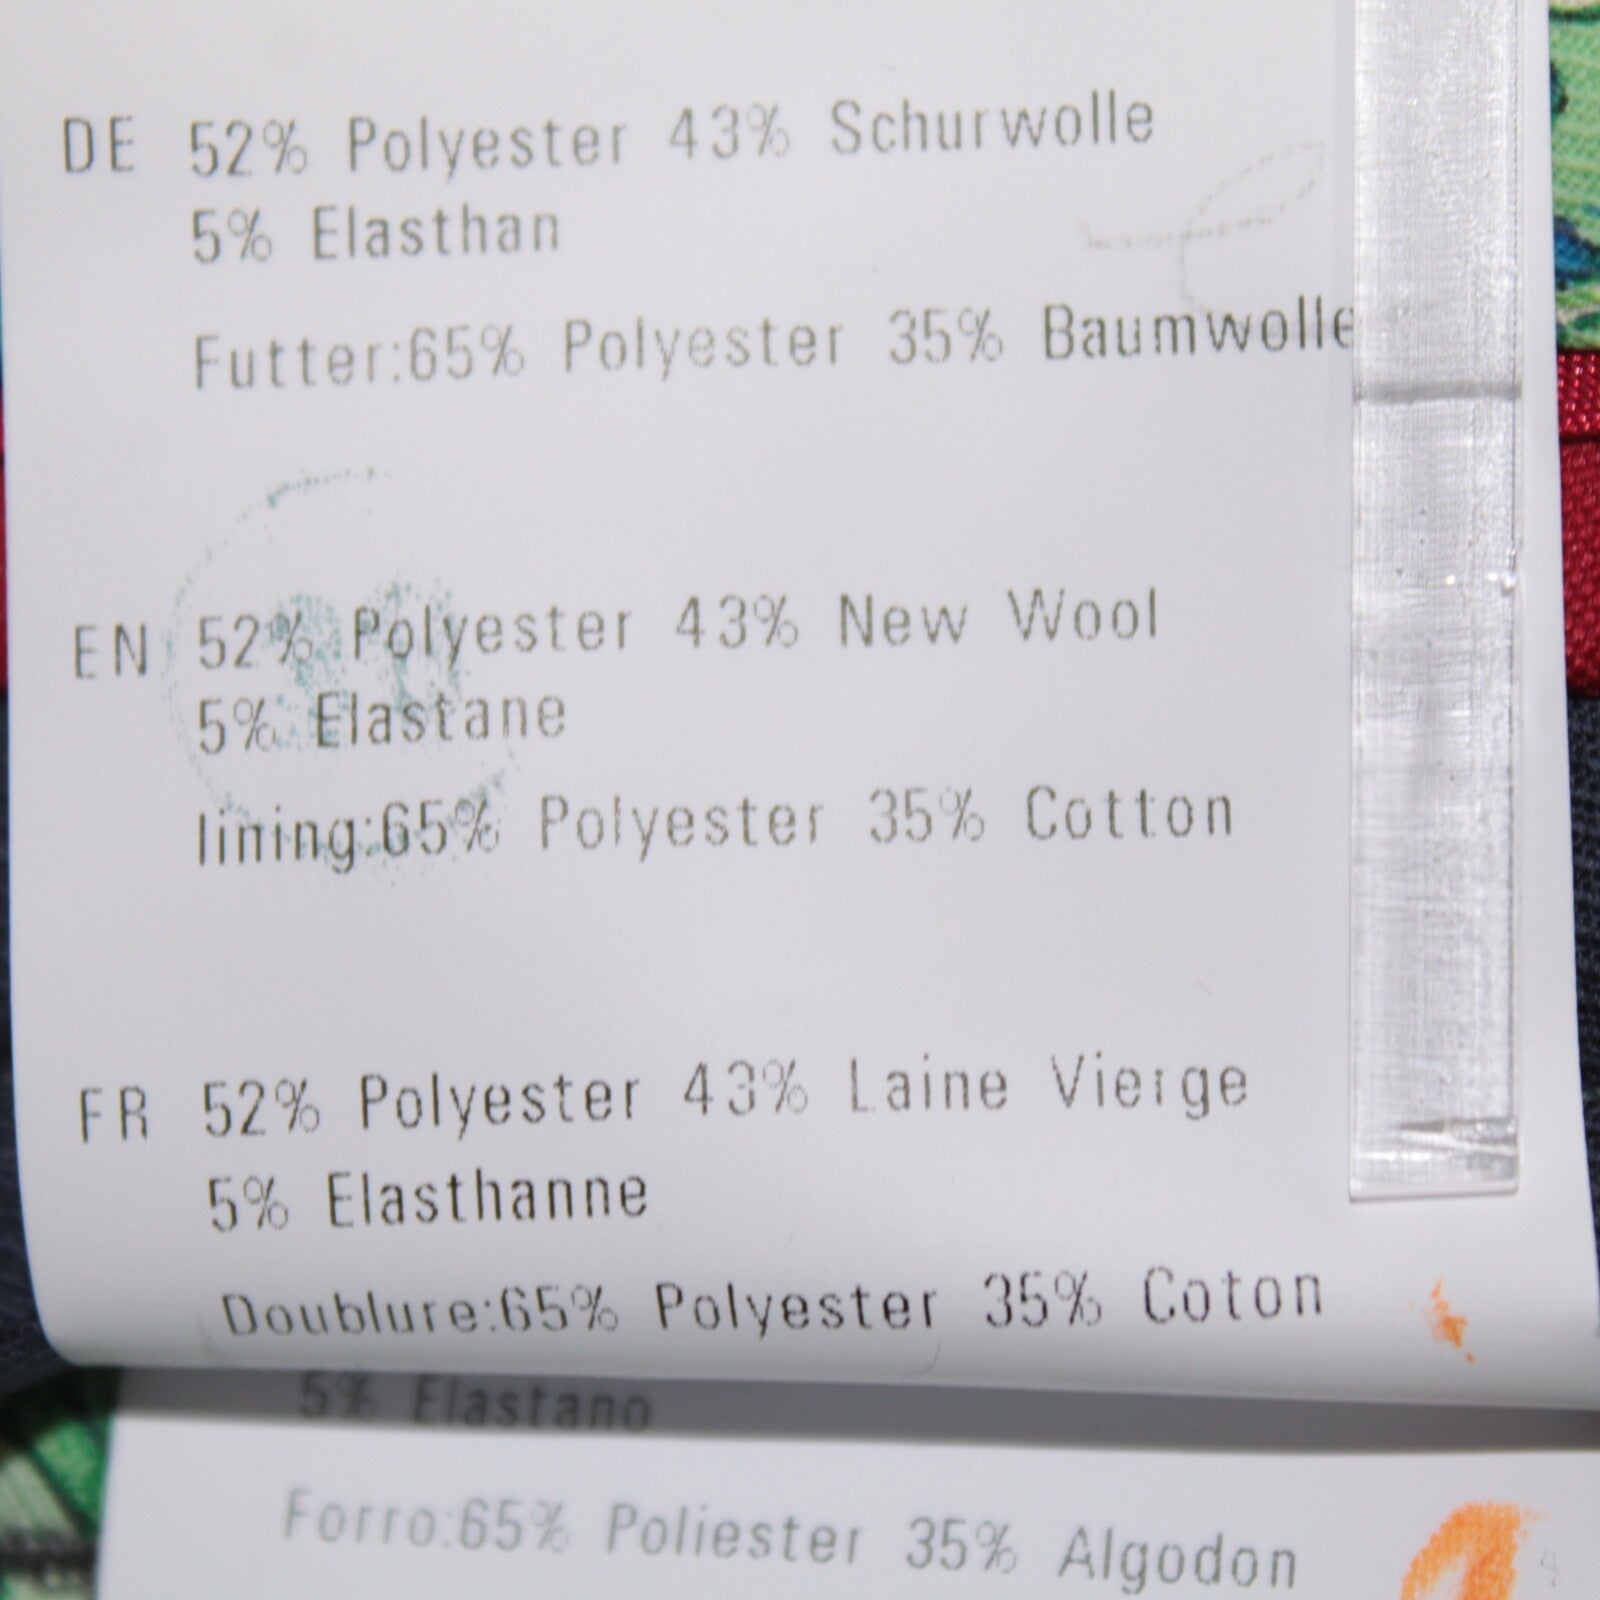 DE 52% Polyester 43% Schurwolle
5% Elasthan
Futter:65% Polyester 35% Baumwolle
EN 52% Polyester 43% New Wool
5% Elastane
lining:65% Polyester 35% Cotton
FR 52% Polyester 43% Laine Vierge
5% Elasthanne
Doublure:65% Polyester 35% Coton
5% Elastano
Forro:65% Poliester 35% Algodon